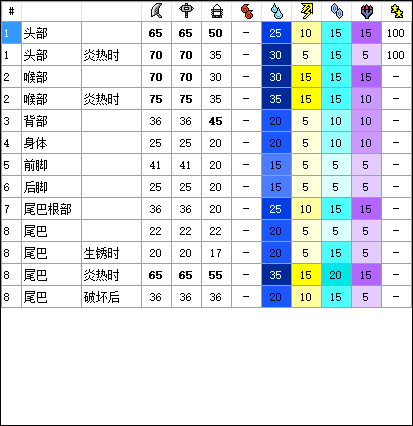 #
1 头部 65 65 50 - 25 10 15 15 100
1 头部 炎热时 70 70 35 - 30 5 15 5 100
2 喉部 70 70 30 - 30 15 15 15 -
2 喉部 炎热时 75 75 35 - 35 15 10 10 -
3 背部 36 36 45 - 20 5 10 10 -
4 身体 25 25 20 - 20 5 10 10 -
5 前脚 41 41 20 - 15 5 5 5 -
6 后脚 25 25 20 - 15 5 5 5 -
7 尾巴根部 36 36 20 - 25 10 15 15 -
8 尾巴 22 22 22 - 20 5 5 5 -
8 尾巴 生锈时 20 20 17 - 20 5 15 5 -
8 尾巴 炎热时 65 65 55 - 35 15 20 15 -
8 尾巴 破坏后 36 36 36 - 20 10 15 5 -